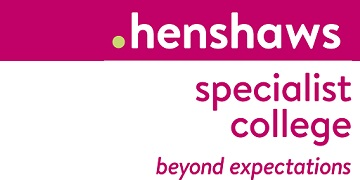 .henshaws
specialist
college
beyond expectations